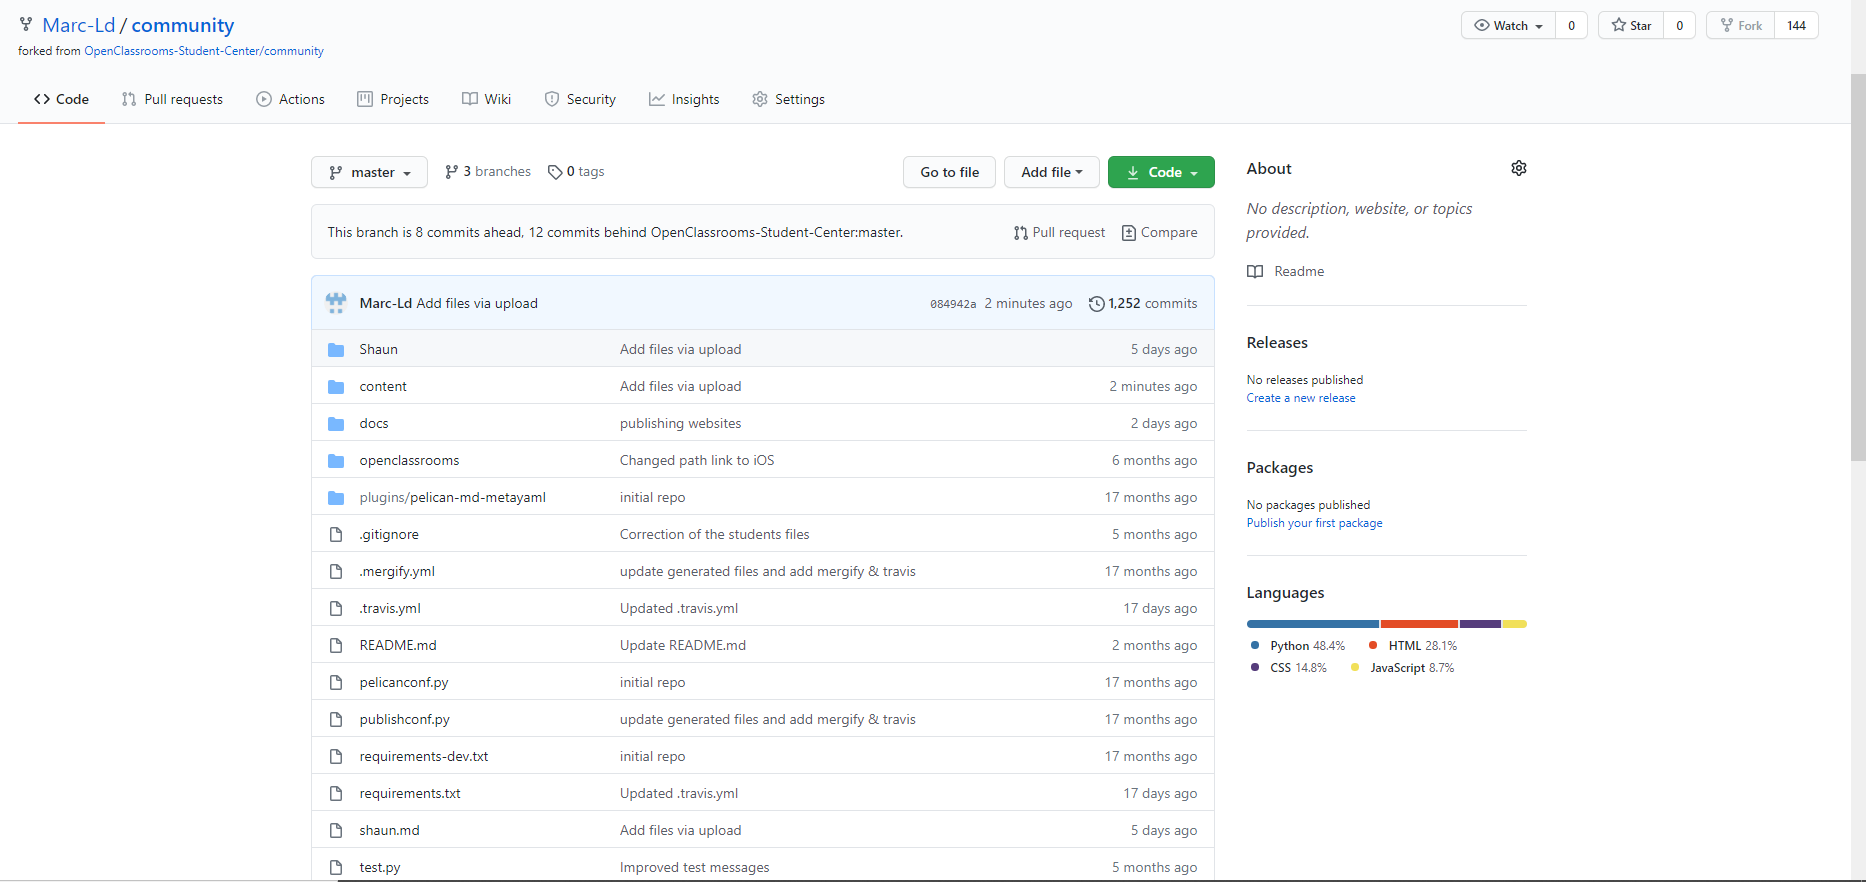 Marc-Ld / community
Watch 0 Star 0 Fork 144
forked from OpenClassrooms-Student-Center/community
Code Pull requests Actions Projects Wiki Security Insights Settings
master 3 branches 0 tags Go to file Add file Code
This branch is 8 commits ahead, 12 commits behind OpenClassrooms-Student-Center:master. Pull request Compare
Marc-Ld Add files via upload 084942a 2 minutes ago 1,252 commits
Shaun Add files via upload 5 days ago
content Add files via upload 2 minutes ago
docs publishing websites 2 days ago
openclassrooms Changed path link to iOS 6 months ago
plugins/pelican-md-metayaml initial repo 17 months ago
.gitignore Correction of the students files 5 months ago
.mergify.yml update generated files and add mergify & travis 17 months ago
.travis.yml Updated .travis.yml 17 days ago
README.md Update README.md 2 months ago
pelicanconf.py initial repo 17 months ago
publishconf.py update generated files and add mergify & travis 17 months ago
requirements-dev.txt initial repo 17 months ago
requirements.txt Updated .travis.yml 17 days ago
shaun.md Add files via upload 5 days ago
test.py Improved test messages 5 months ago
About
No description, website, or topics
provided.
Readme
Releases
No releases published
Create a new release
Packages
No packages published
Publish your first package
Languages
Python 48.4% HTML 28.1%
CSS 14.8% JavaScript 8.7%